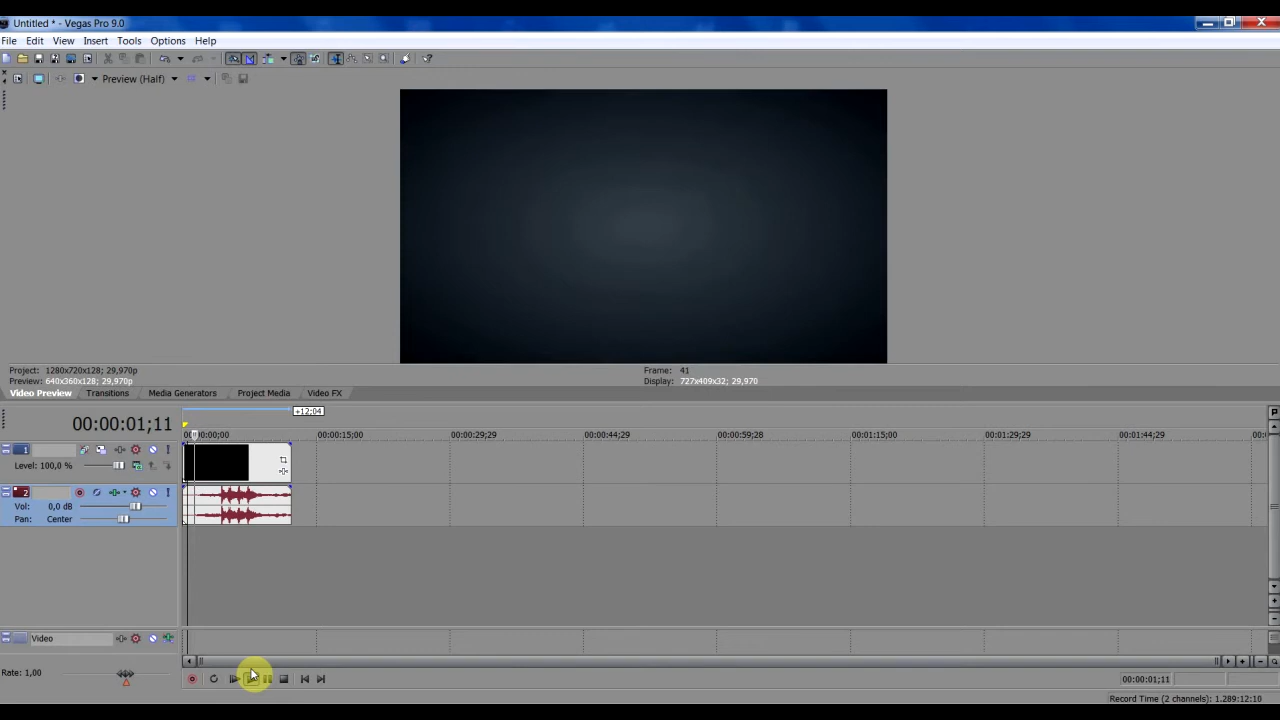 Untitled * - Vegas Pro 9.0
File Edit View Insert Tools Options Help
Preview (Half)
Project: 1280x720x128; 29,970p
Frame: 41
Preview: 640x360x128; 29,970p
Display: 727x409x32; 29,970
Video Preview Transitions Media Generators Project Media Video FX
00:00:01;11
+12;04
00:00:00;00 00:00:15;00 00:00:29;29 00:00:44;29 00:00:59;28 00:01:15;00 00:01:29;29 00:01:44;29 00:0
1
Level: 100,0 %
2
Vol: 0,0 dB
Pan: Center
Video
Rate: 1,00
00:00:01;11
Record Time (2 channels): 1.289:12:10